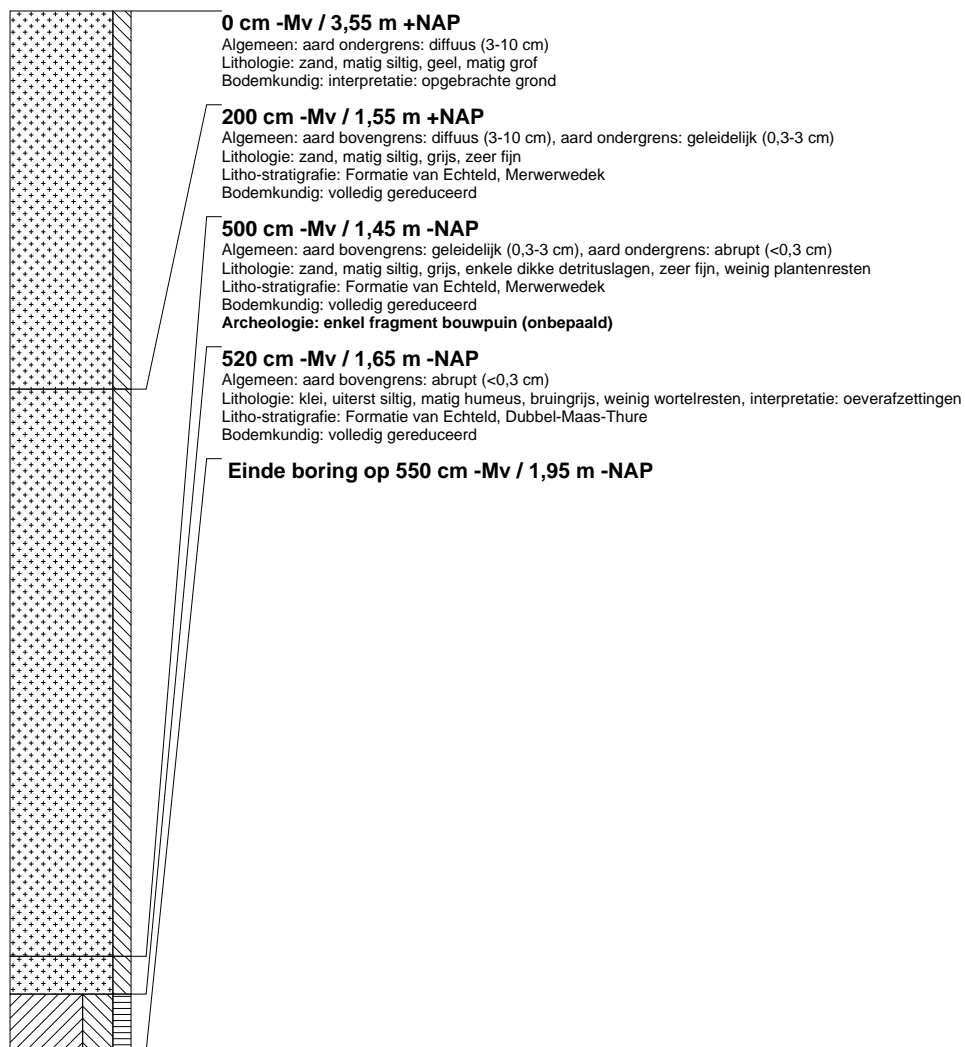 0 cm -Mv / 3,55 m +NAP
Algemeen: aard ondergrens: diffuus (3-10 cm)
Lithologie: zand, matig siltig, geel, matig grof
Bodemkundig: interpretatie: opgebrachte grond
200 cm -Mv / 1,55 m +NAP
Algemeen: aard bovengrens: diffuus (3-10 cm), aard ondergrens: geleidelijk (0,3-3 cm)
Lithologie: zand, matig siltig, grijs, zeer fijn
Litho-stratigrafie: Formatie van Echteld, Merwerwedek
Bodemkundig: volledig gereduceerd
500 cm -Mv / 1,45 m -NAP
Algemeen: aard bovengrens: geleidelijk (0,3-3 cm), aard ondergrens: abrupt (<0,3 cm)
Lithologie: zand, matig siltig, grijs, enkele dikke detrituslagen, zeer fijn, weinig plantenresten
Litho-stratigrafie: Formatie van Echteld, Merwerwedek
Bodemkundig: volledig gereduceerd
Archeologie: enkel fragment bouwpuin (onbepaald)
520 cm -Mv / 1,65 m -NAP
Algemeen: aard bovengrens: abrupt (<0,3 cm)
Lithologie: klei, uiterst siltig, matig humeus, bruingrijs, weinig wortelresten, interpretatie: oeverafzettingen
Litho-stratigrafie: Formatie van Echteld, Dubbel-Maas-Thure
Bodemkundig: volledig gereduceerd
Einde boring op 550 cm -Mv / 1,95 m -NAP